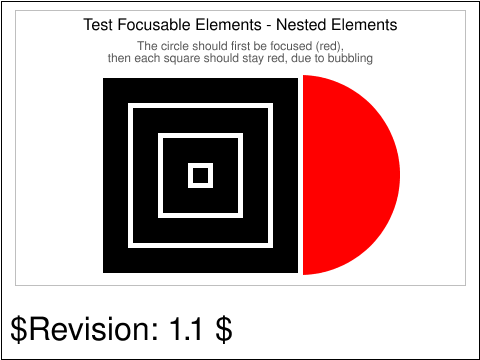 Test Focusable Elements - Nested Elements
The circle should first be focused (red),
then each square should stay red, due to bubbling
$Revision: 1.1 $